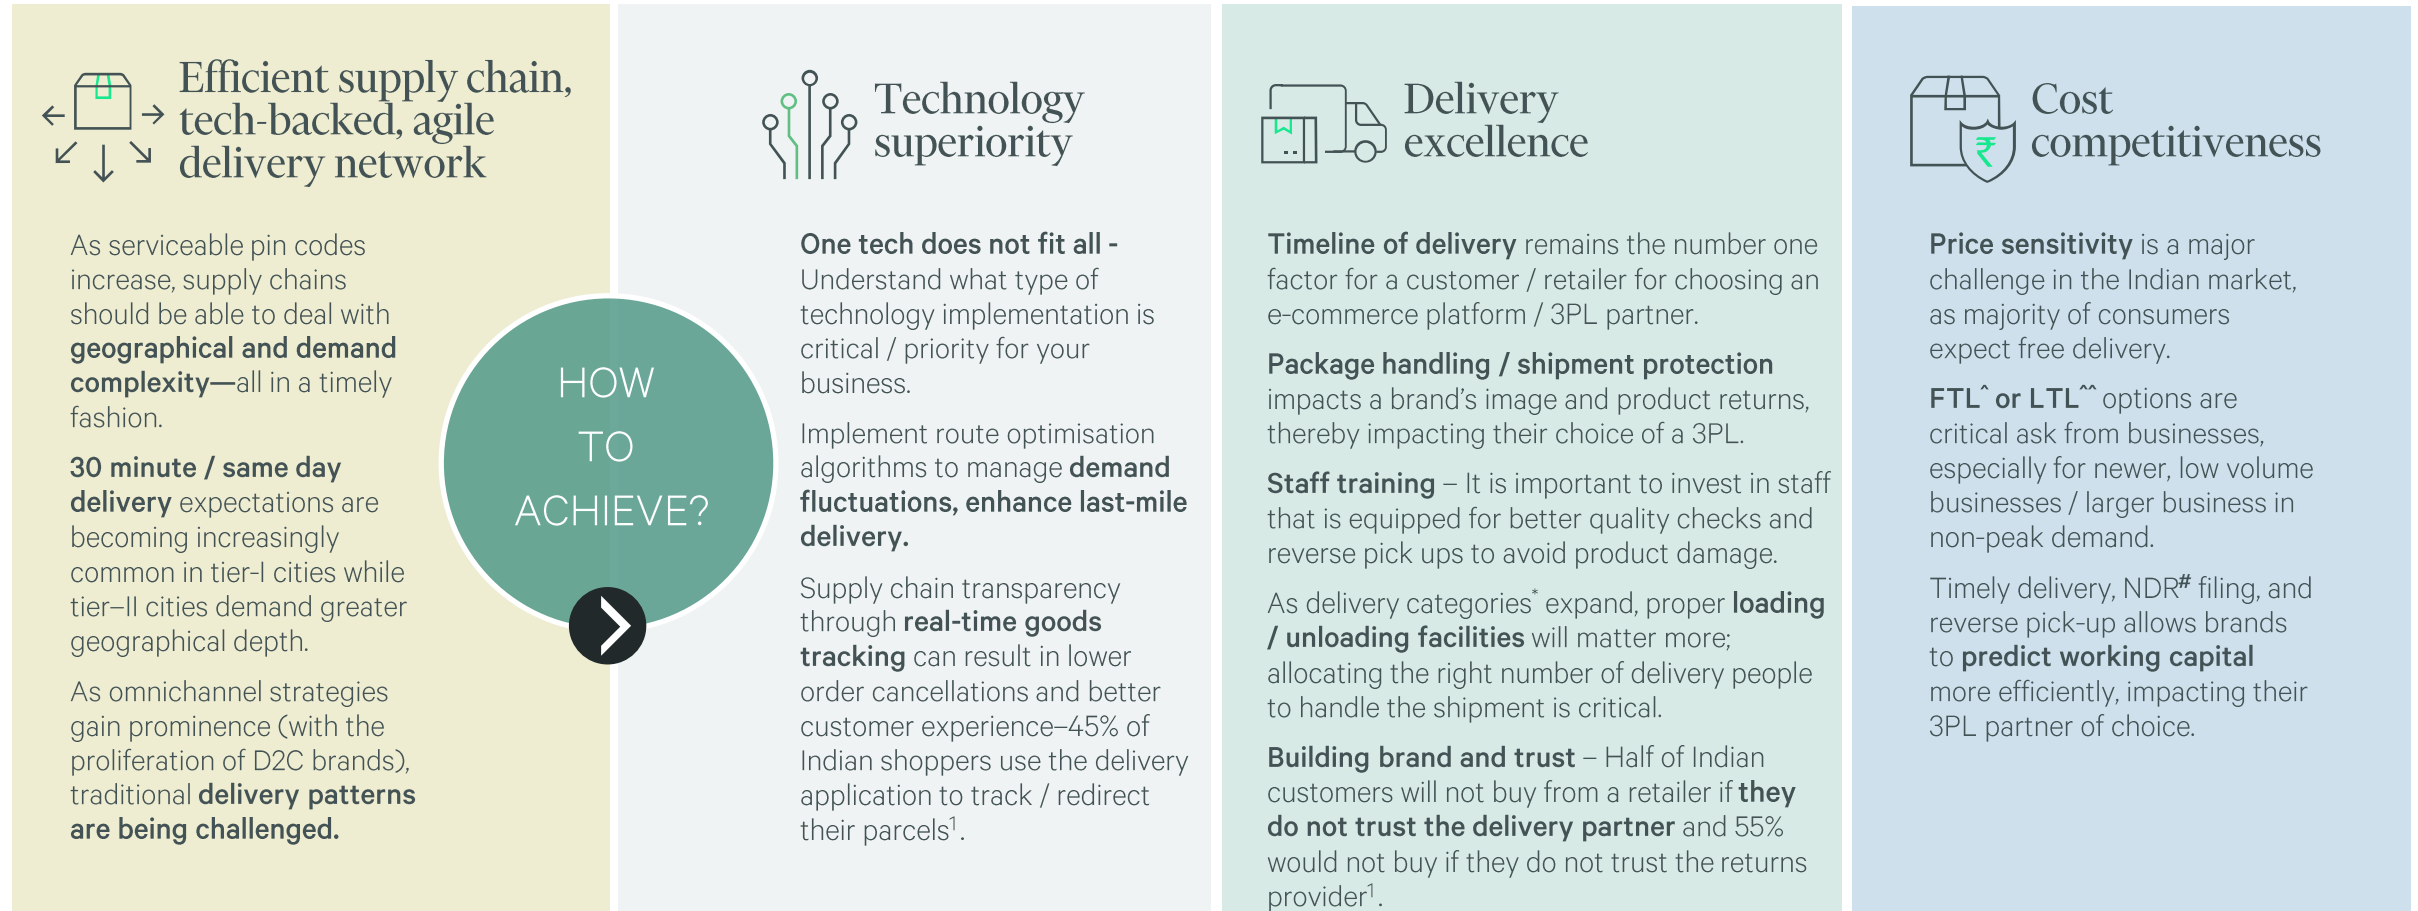 Efficient supply chain,
tech-backed, agile
delivery network
As serviceable pin codes
increase, supply chains
should be able to deal with
geographical and demand
complexity—all in a timely
fashion.
30 minute / same day
delivery expectations are
becoming increasingly
common in tier-I cities while
tier–II cities demand greater
geographical depth.
As omnichannel strategies
gain prominence (with the
proliferation of D2C brands),
traditional delivery patterns
are being challenged.
HOW
TO
ACHIEVE?
Technology
superiority
One tech does not fit all -
Understand what type of
technology implementation is
critical / priority for your
business.
Implement route optimisation
algorithms to manage demand
fluctuations, enhance last-mile
delivery.
Supply chain transparency
through real-time goods
tracking can result in lower
order cancellations and better
customer experience–45% of
Indian shoppers use the delivery
application to track / redirect
their parcels¹.
Delivery
excellence
Timeline of delivery remains the number one
factor for a customer / retailer for choosing an
e-commerce platform / 3PL partner.
Package handling / shipment protection
impacts a brand’s image and product returns,
thereby impacting their choice of a 3PL.
Staff training – It is important to invest in staff
that is equipped for better quality checks and
reverse pick ups to avoid product damage.
As delivery categories* expand, proper loading
/ unloading facilities will matter more;
allocating the right number of delivery people
to handle the shipment is critical.
Building brand and trust – Half of Indian
customers will not buy from a retailer if they
do not trust the delivery partner and 55%
would not buy if they do not trust the returns
provider¹.
₹
Cost
competitiveness
Price sensitivity is a major
challenge in the Indian market,
as majority of consumers
expect free delivery.
FTL^ or LTL^^ options are
critical ask from businesses,
especially for newer, low volume
businesses / larger business in
non-peak demand.
Timely delivery, NDR# filing, and
reverse pick-up allows brands
to predict working capital
more efficiently, impacting their
3PL partner of choice.